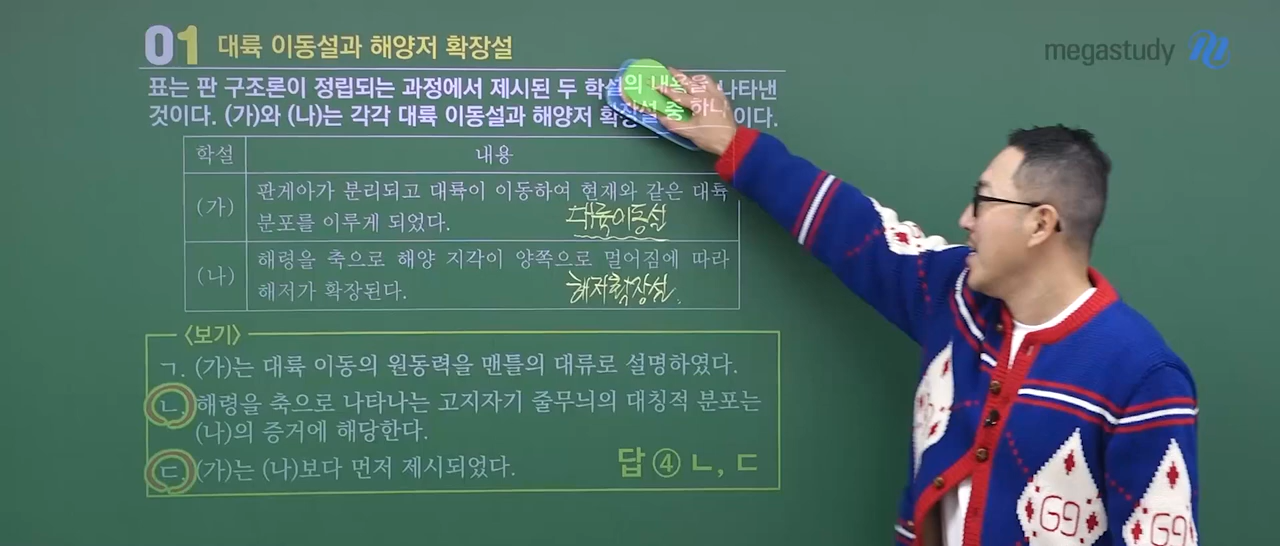 01 대륙 이동설과 해양저 확장설
megastudy
표는 판 구조론이 정립되는 과정에서 제시된 두 학설의 내용을 나타낸
것이다. (가)와 (나)는 각각 대륙 이동설과 해양저 확장설 중 하나이다.
학설 내용
(가) 판게아가 분리되고 대륙이 이동하여 현재와 같은 대륙
분포를 이루게 되었다. 대륙이동설
(나) 해령을 축으로 해양 지각이 양쪽으로 멀어짐에 따라
해저가 확장된다. 해저확장설.
〈보기〉
ㄱ. (가)는 대륙 이동의 원동력을 맨틀의 대류로 설명하였다.
ㄴ. 해령을 축으로 나타나는 고지자기 줄무늬의 대칭적 분포는
(나)의 증거에 해당한다.
ㄷ. (가)는 (나)보다 먼저 제시되었다. 답 ④ ㄴ, ㄷ
G9 G9